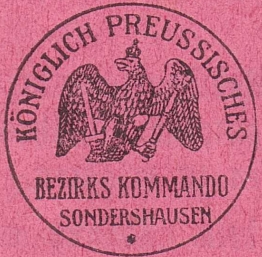 KÖNIGLICH PREUSSISCHES
BEZIRKS KOMMANDO
SONDERSHAUSEN